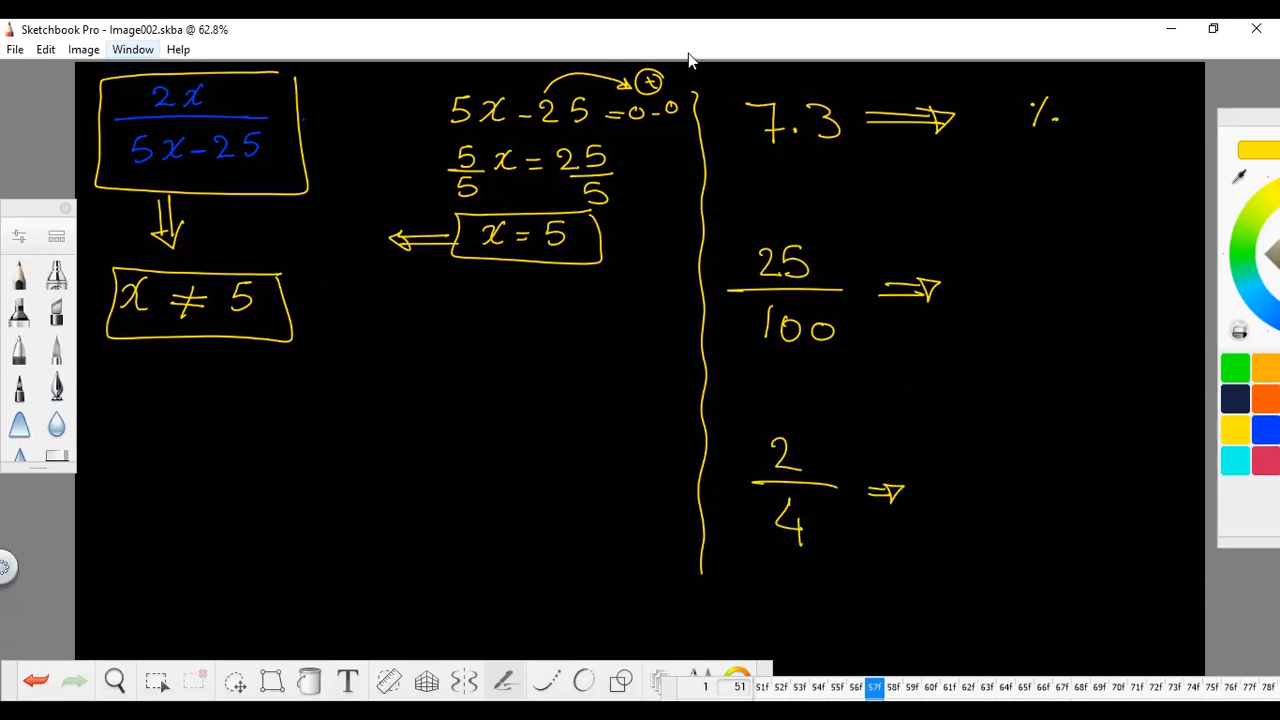 Sketchbook Pro - Image002.skba @ 62.8%
File Edit Image Window Help
2x
5x-25
x ≠ 5
+
5x - 25 = 0 - 0
5 x = 25
5 5
x = 5
7.3 ⇒ %
25 ⇒
100
2 ⇒
4
T
1 51 51f 52f 53f 54f 55f 56f 57f 58f 59f 60f 61f 62f 63f 64f 65f 66f 67f 68f 69f 70f 71f 72f 73f 74f 75f 76f 77f 78f